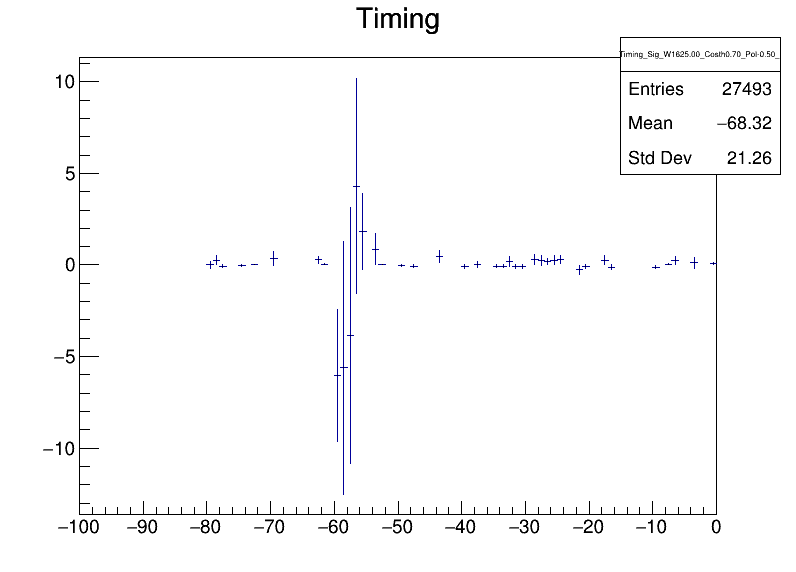 Timing
Timing_Sig_W1625.00_Costh0.70_Pol-0.50_
Entries 27493
Mean −68.32
Std Dev 21.26
10
5
0
−5
−10
−100 −90 −80 −70 −60 −50 −40 −30 −20 −10 0